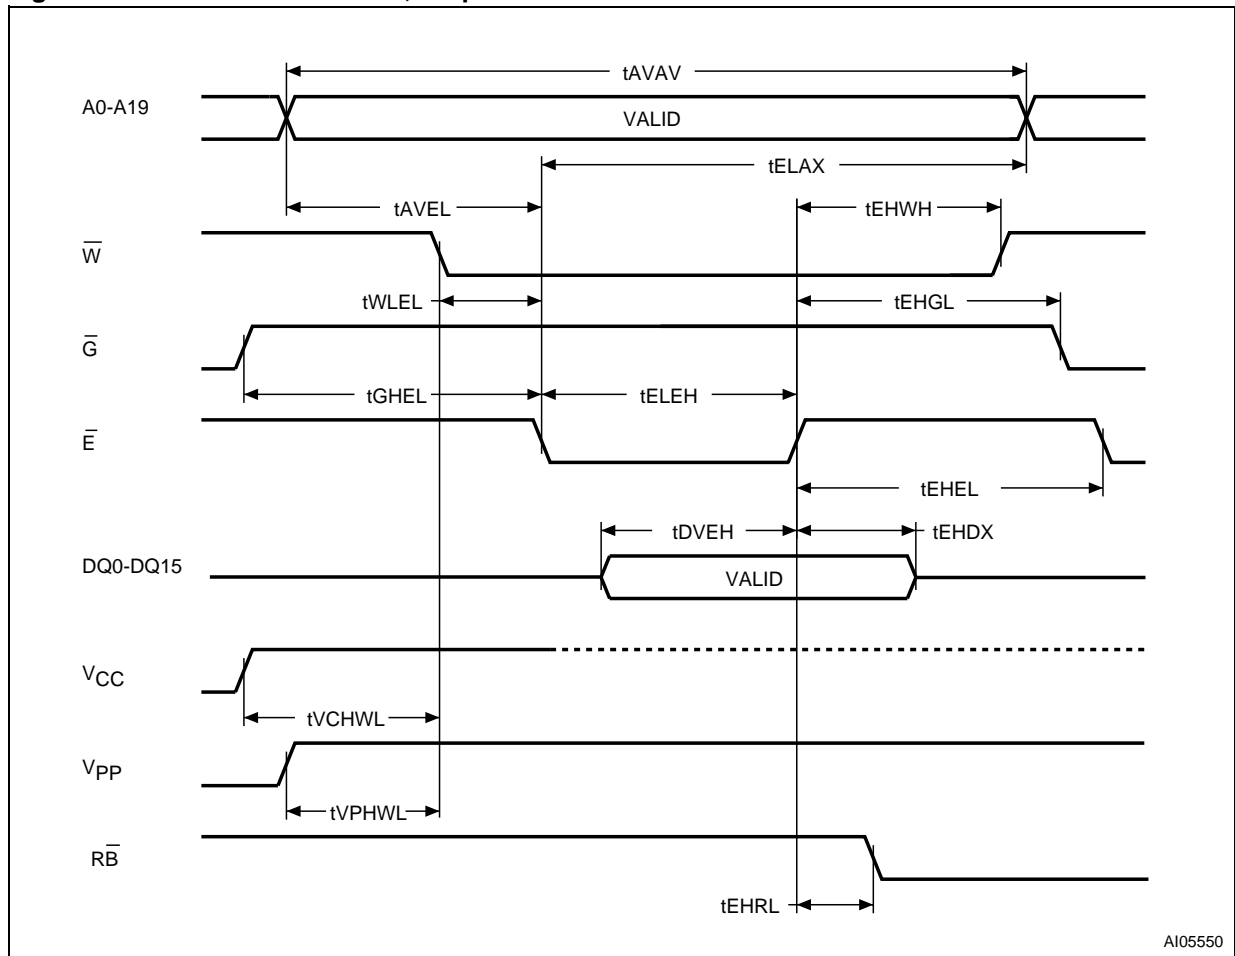 tAVAV
A0-A19
VALID
tELAX
tAVEL
tEHWH
W̅
tWLEL
tEHGL
G̅
tGHEL
tELEH
E̅
tEHEL
tDVEH
tEHDX
DQ0-DQ15
VALID
VCC
tVCHWL
VPP
tVPHWL
RB̅
tEHRL
AI05550